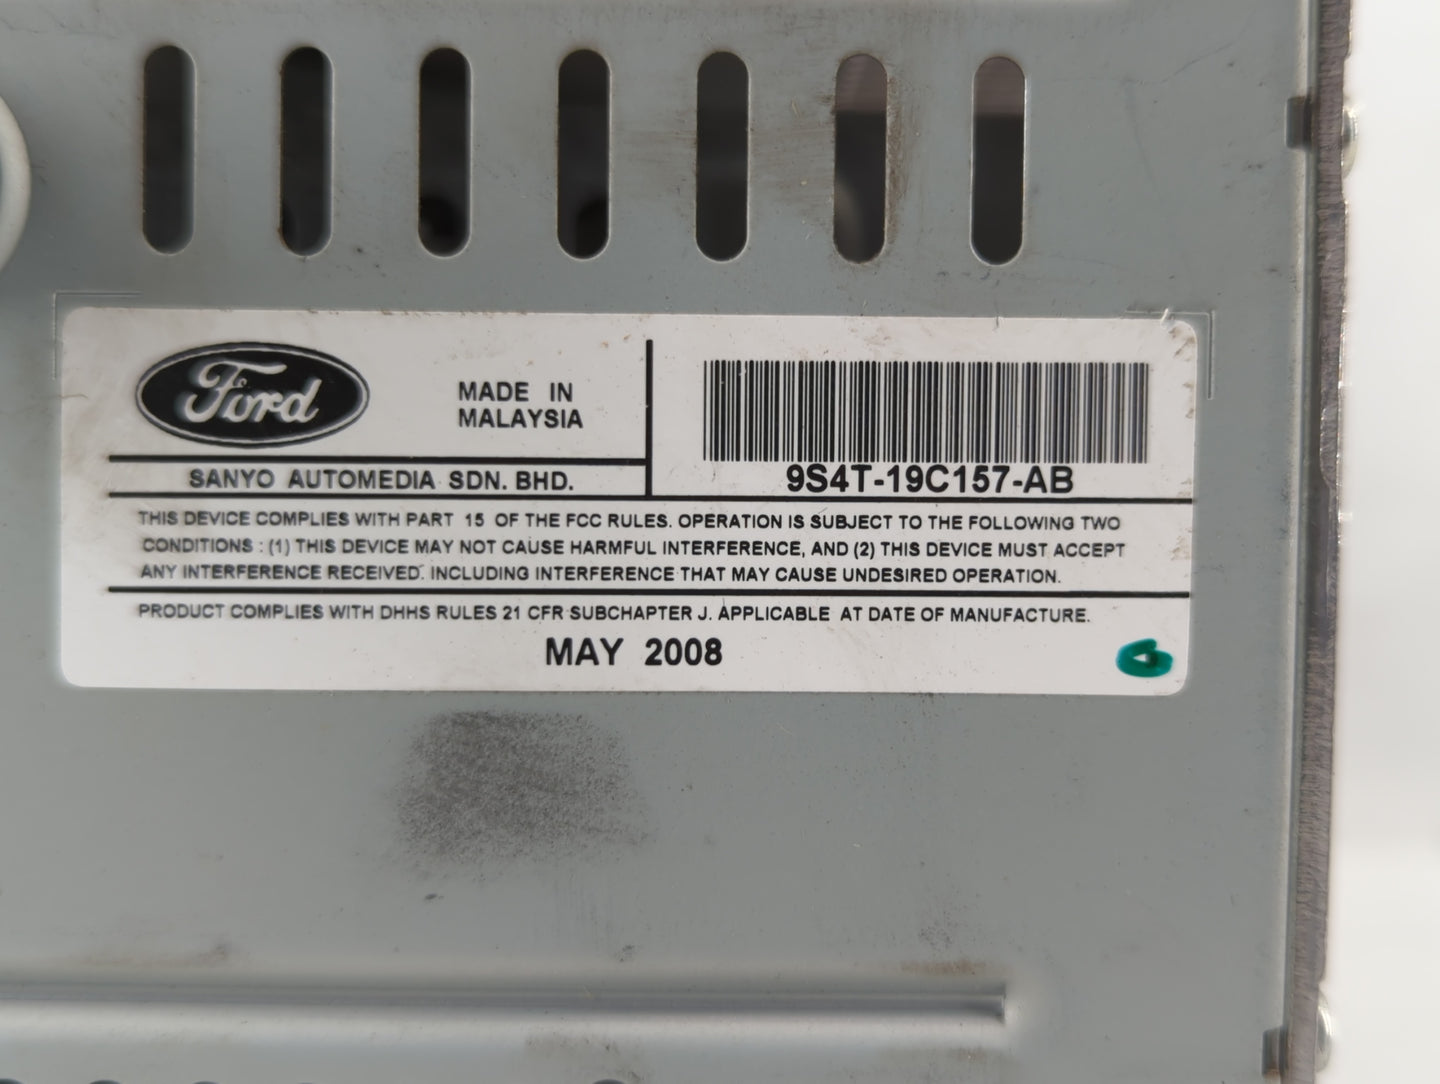 Ford
MADE IN
MALAYSIA
SANYO AUTOMEDIA SDN. BHD.
9S4T-19C157-AB
THIS DEVICE COMPLIES WITH PART 15 OF THE FCC RULES. OPERATION IS SUBJECT TO THE FOLLOWING TWO
CONDITIONS : (1) THIS DEVICE MAY NOT CAUSE HARMFUL INTERFERENCE, AND (2) THIS DEVICE MUST ACCEPT
ANY INTERFERENCE RECEIVED. INCLUDING INTERFERENCE THAT MAY CAUSE UNDESIRED OPERATION.
PRODUCT COMPLIES WITH DHHS RULES 21 CFR SUBCHAPTER J. APPLICABLE AT DATE OF MANUFACTURE.
MAY 2008